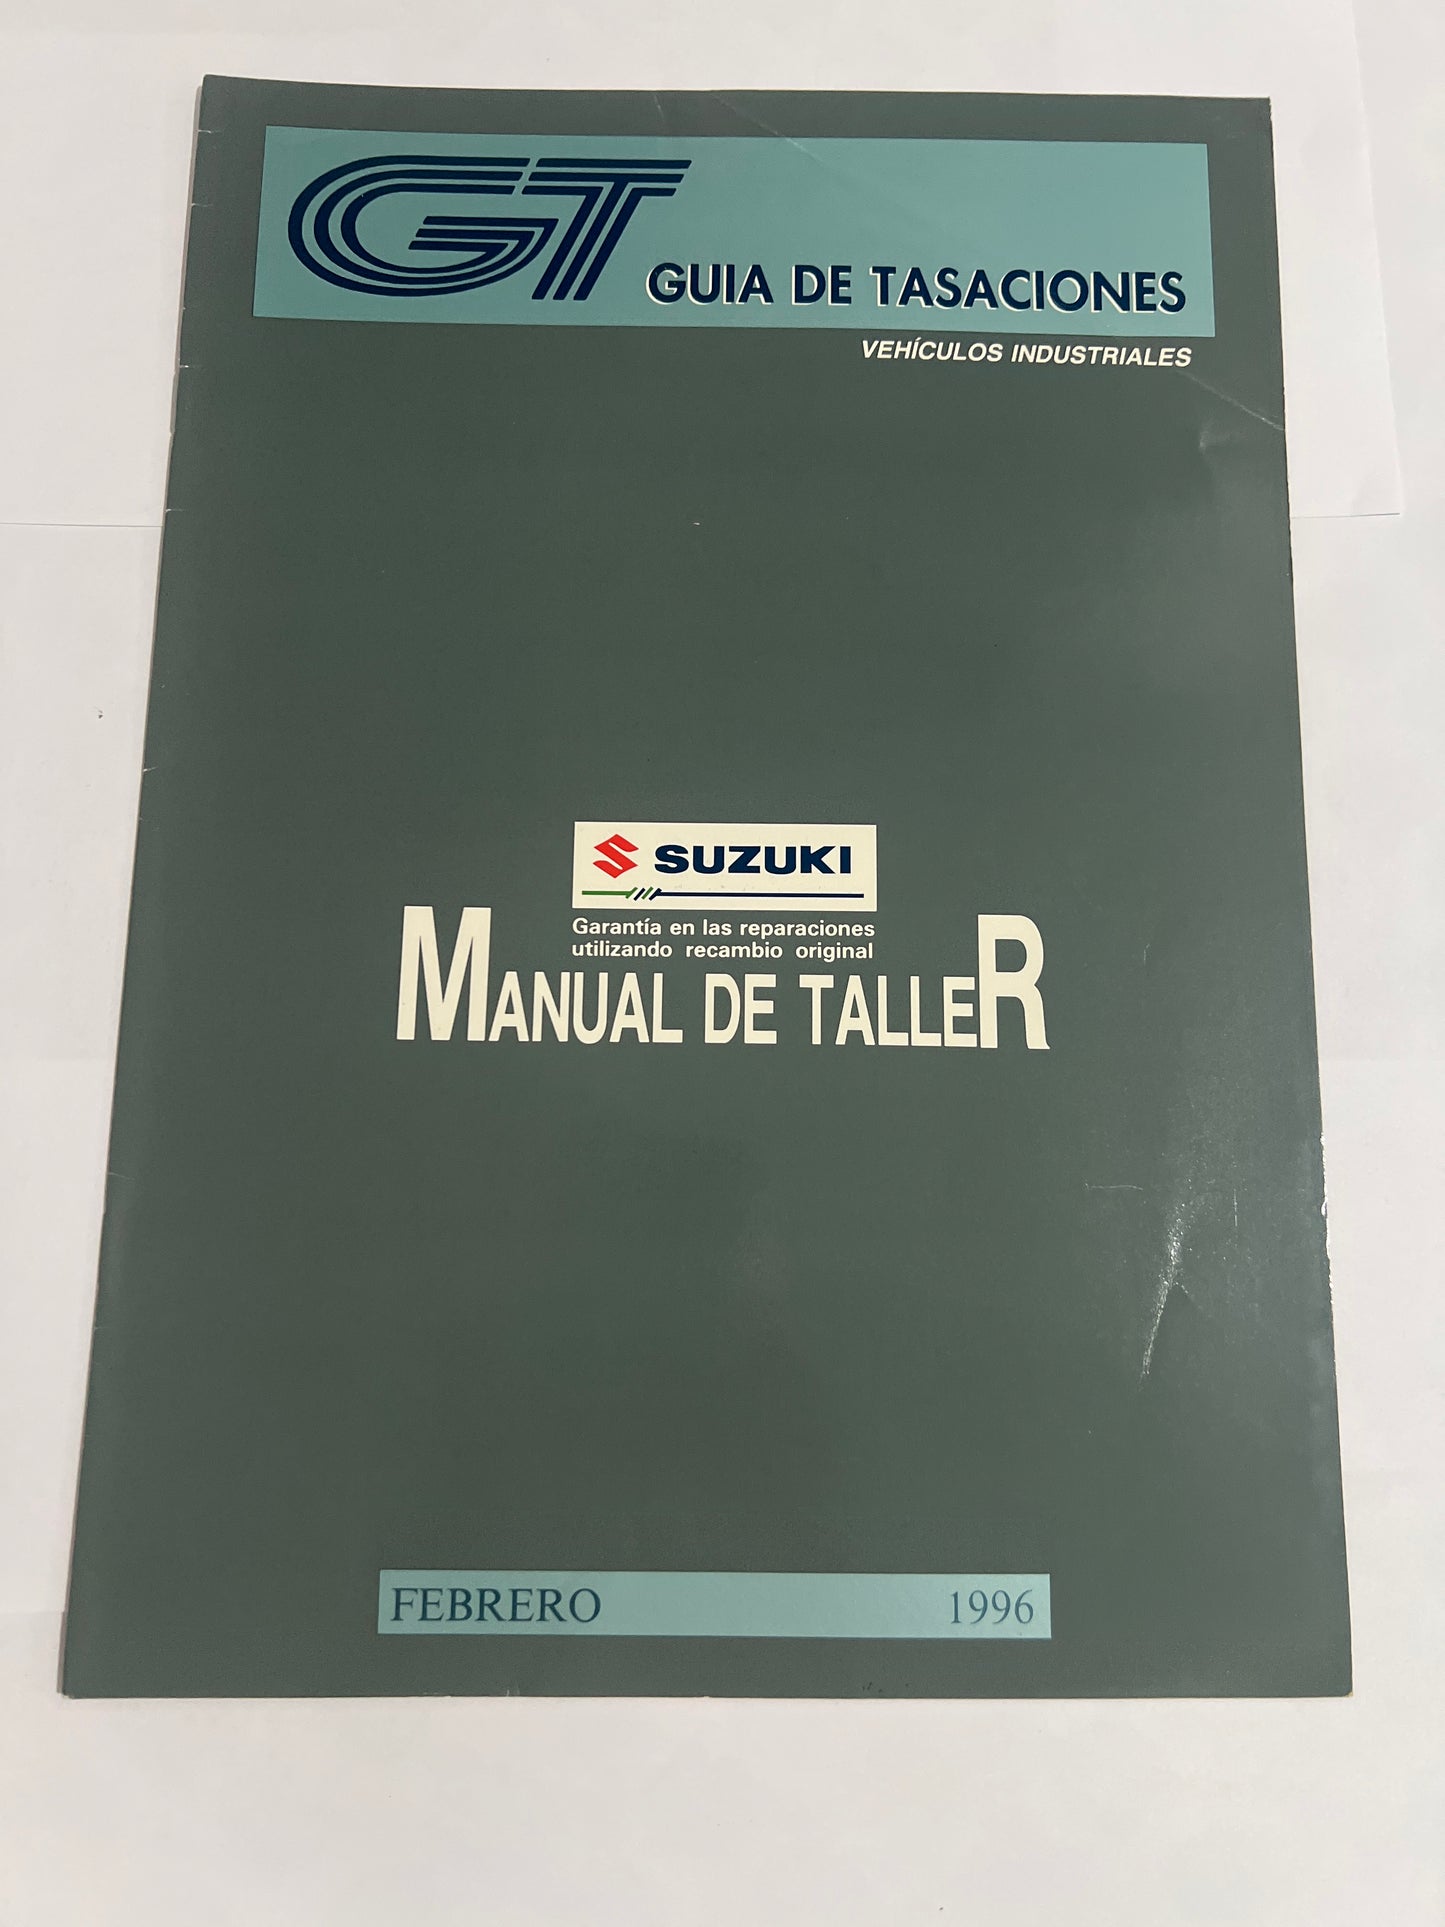 GT
GUIA DE TASACIONES
VEHÍCULOS INDUSTRIALES
SUZUKI
Garantía en las reparaciones
utilizando recambio original
MANUAL DE TALLER
FEBRERO 1996